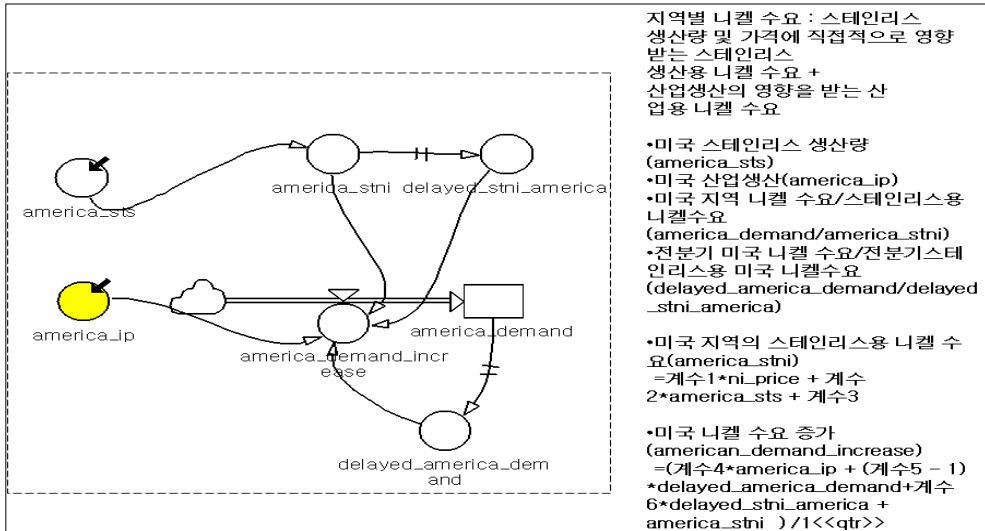 지역별 니켈 수요 : 스테인리스
생산량 및 가격에 직접적으로 영향
받는 스테인리스
생산용 니켈 수요 +
산업생산의 영향을 받는 산
업용 니켈 수요
•미국 스테인리스 생산량
(america_sts)
•미국 산업생산(america_ip)
•미국 지역 니켈 수요/스테인리스용
니켈수요
(america_demand/america_stni)
•전분기 미국 니켈 수요/전분기스테
인리스용 미국 니켈수요
(delayed_america_demand/delayed
_stni_america)
•미국 지역의 스테인리스용 니켈 수
요(america_stni)
=계수1*ni_price + 계수
2*america_sts + 계수3
•미국 니켈 수요 증가
(american_demand_increase)
=(계수4*america_ip + (계수5 - 1)
*delayed_america_demand+계수
6*delayed_stni_america +
america_stni )/1<<qtr>>
america_sts
america_stni
delayed_stni_america
america_ip
america_demand_incr
ease
america_demand
delayed_america_dem
and